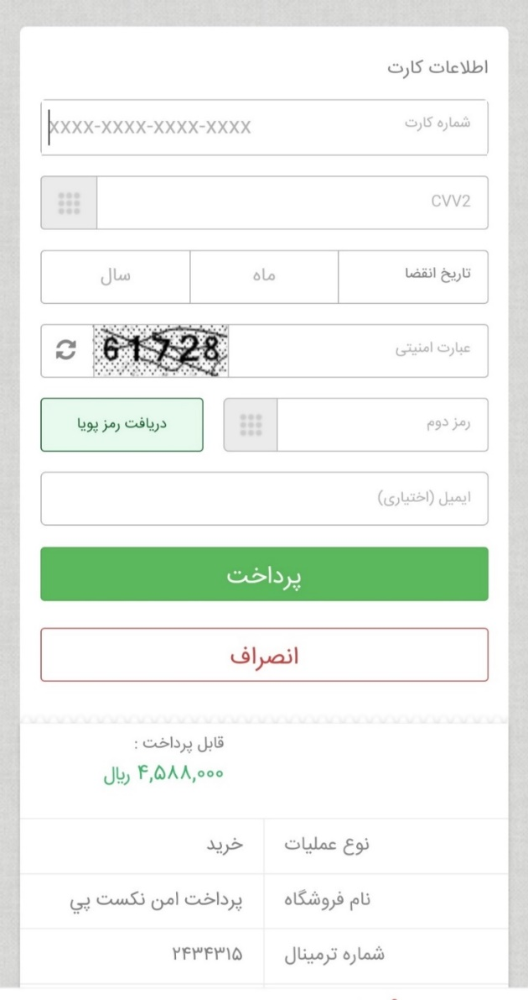 اطلاعات کارت
شماره کارت XXXX-XXXX-XXXX-XXXX
CVV2
تاریخ انقضا ماه سال
عبارت امنیتی 61728
رمز دوم دریافت رمز پویا
ایمیل (اختیاری)
پرداخت
انصراف
قابل پرداخت :
۴,۵۸۸,۰۰۰ ریال
نوع عملیات خرید
نام فروشگاه پرداخت امن نکست پي
شماره ترمینال ۲۴۳۴۳۱۵